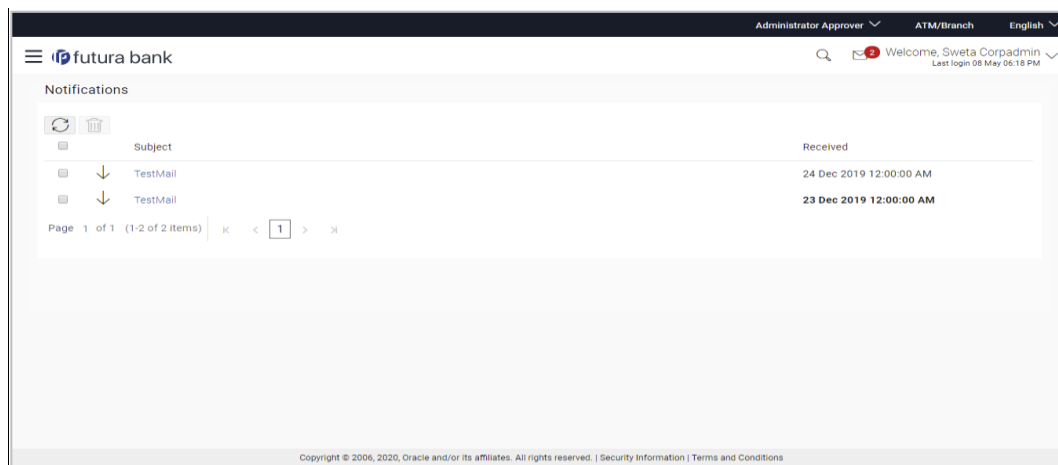 Administrator Approver ATM/Branch English
futura bank 2 Welcome, Sweta Corpadmin
Last login 08 May 06:18 PM
Notifications
Subject Received
TestMail 24 Dec 2019 12:00:00 AM
TestMail 23 Dec 2019 12:00:00 AM
Page 1 of 1 (1-2 of 2 items) 1
Copyright © 2006, 2020, Oracle and/or its affiliates. All rights reserved. | Security Information | Terms and Conditions